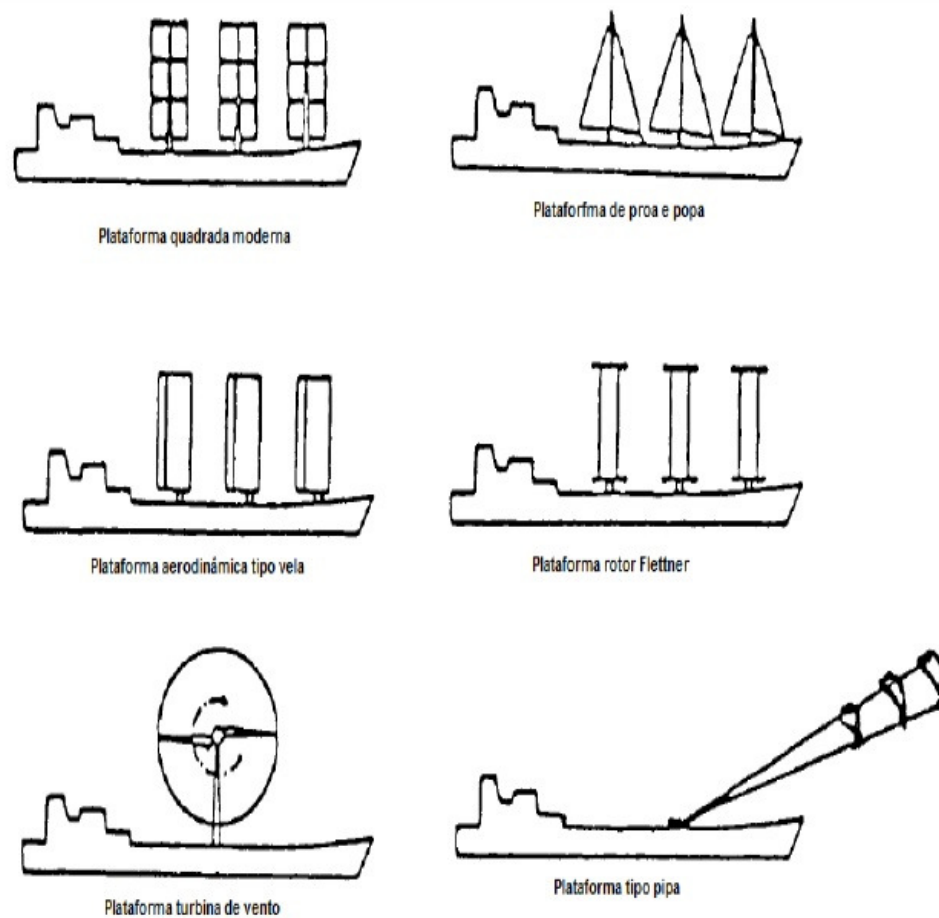 Plataforma quadrada moderna
Plataforfma de proa e popa
Plataforma aerodinâmica tipo vela
Plataforma rotor Flettner
Plataforma turbina de vento
Plataforma tipo pipa